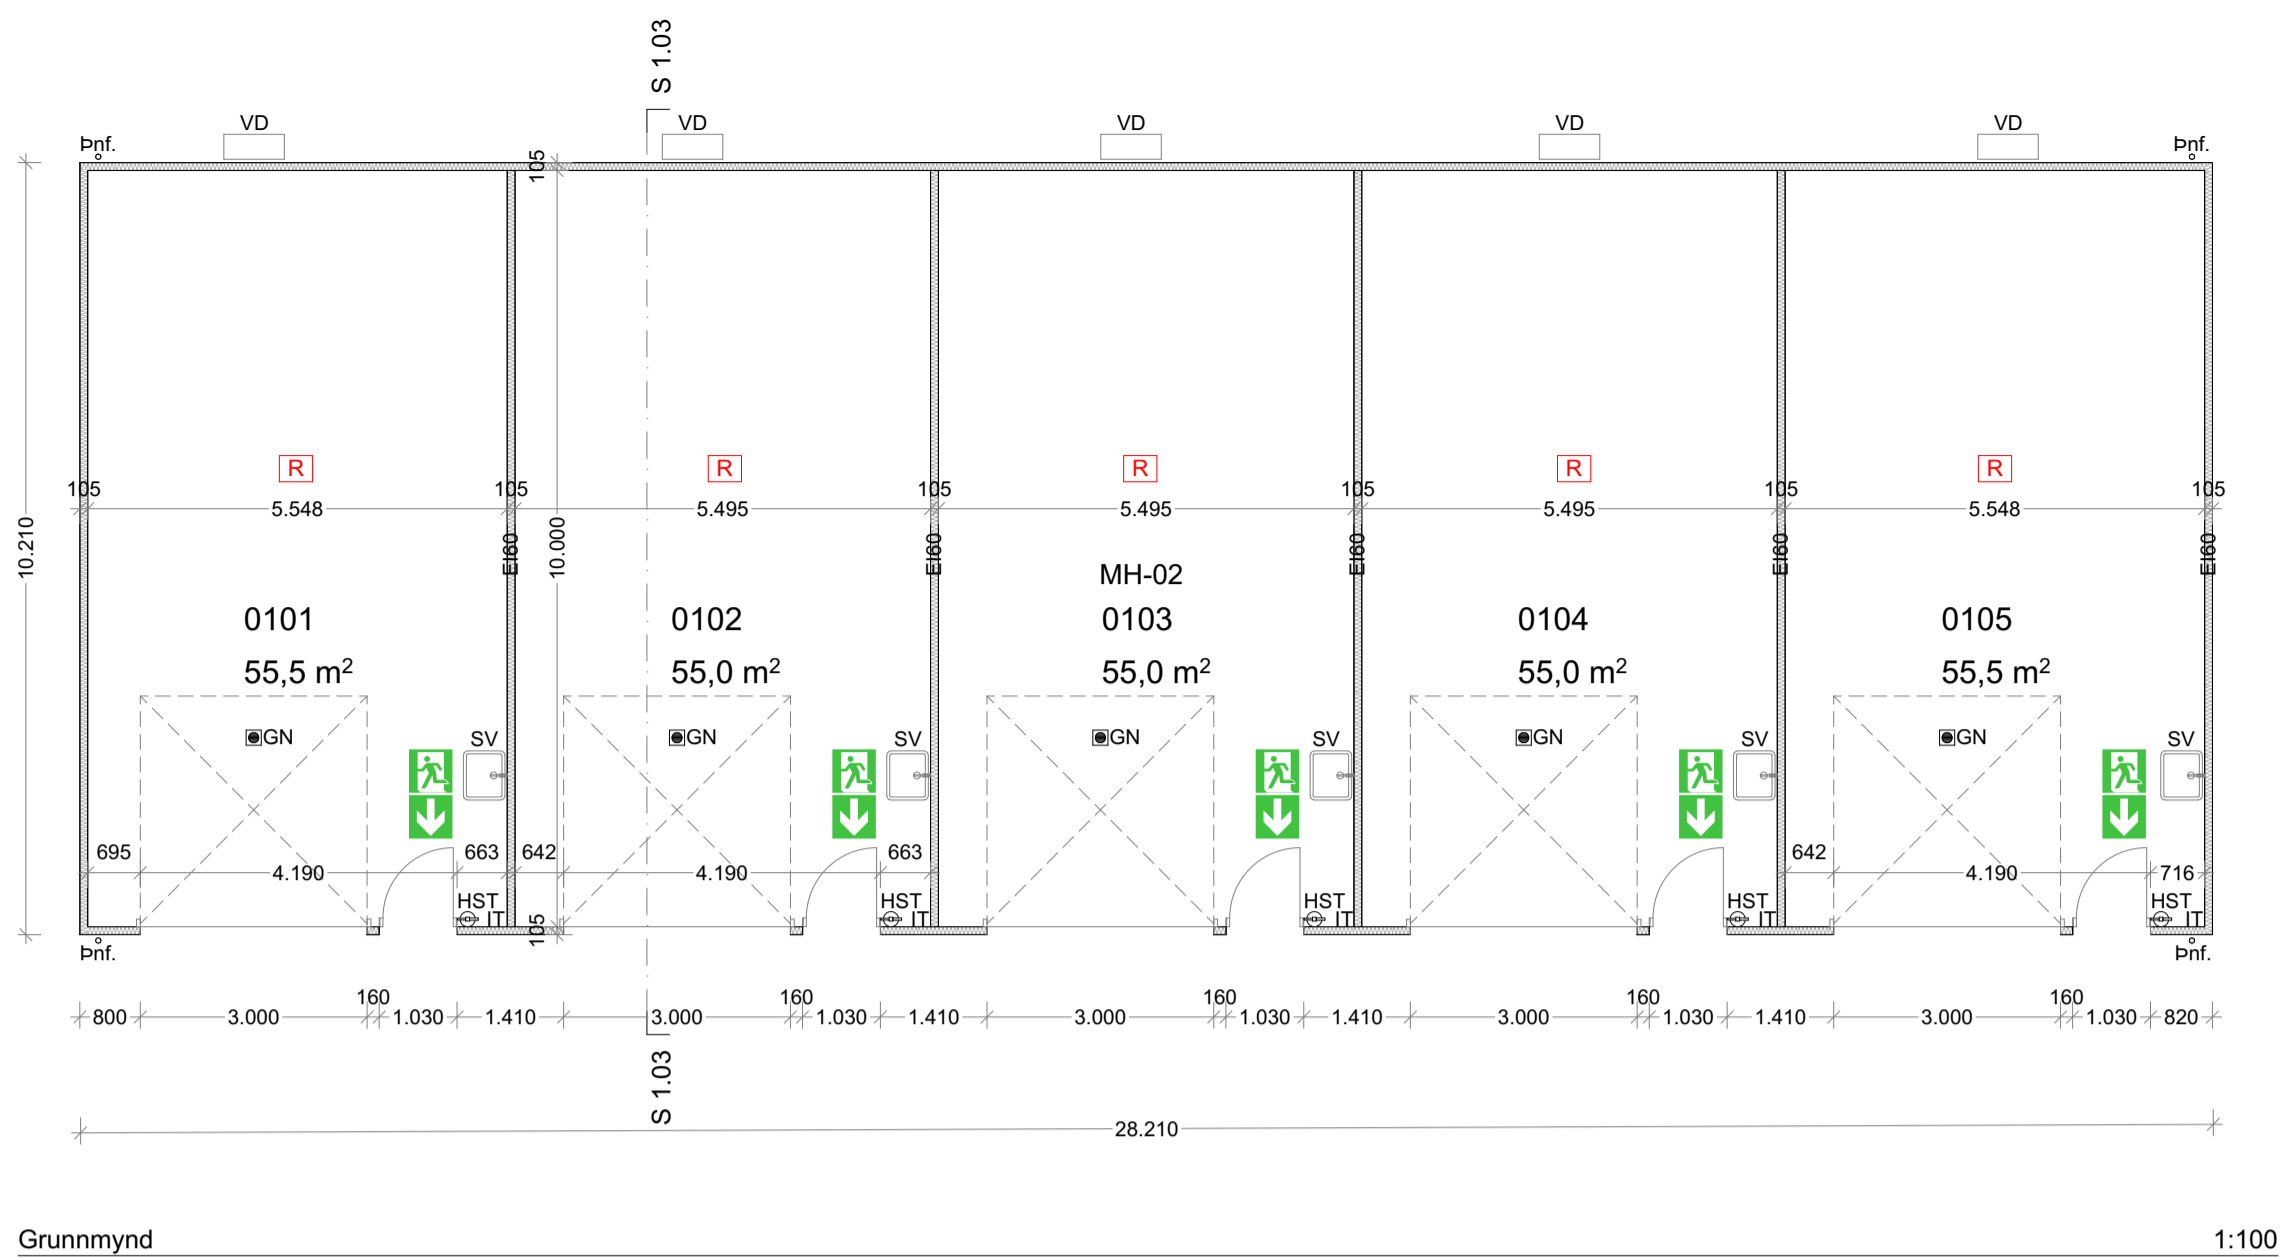 S 1.03
VD VD VD VD VD
Þnf. Þnf.
105
R R R R R
105 105 105 105 105 105
5.548 5.495 5.495 5.495 5.548
10.210
EI60 10.000 EI60 EI60 EI60 EI60
MH-02
0101 0102 0103 0104 0105
55,5 m² 55,0 m² 55,0 m² 55,0 m² 55,5 m²
GN GN GN GN GN
SV SV SV SV SV
695 663 642 663 642
4.190 4.190 4.190 716
HST HST HST HST HST
IT IT IT IT IT
105
Þnf. Þnf.
160 160 160 160 160
800 3.000 1.030 1.410 3.000 1.030 1.410 3.000 1.030 1.410 3.000 1.030 1.410 3.000 1.030 820
S 1.03
28.210
Grunnmynd 1:100